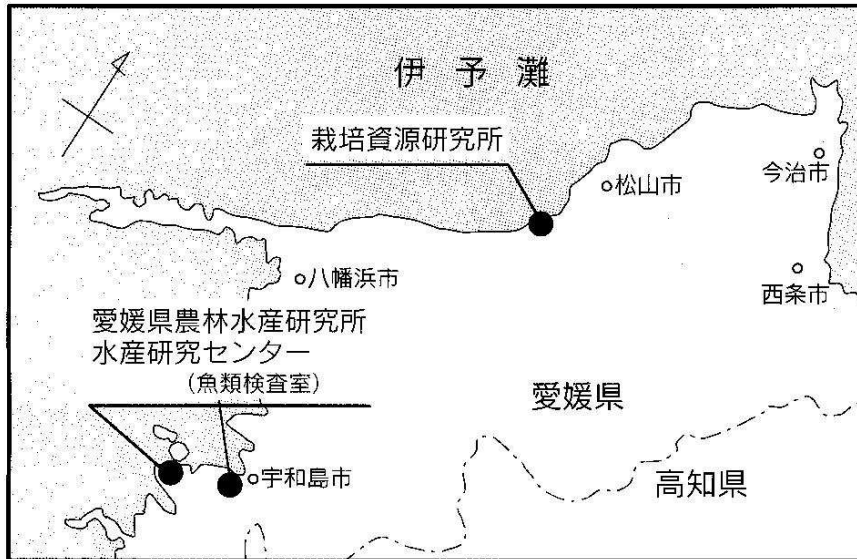 伊予灘
栽培資源研究所
松山市
今治市
八幡浜市
西条市
愛媛県農林水産研究所
水産研究センター
(魚類検査室)
愛媛県
宇和島市
高知県